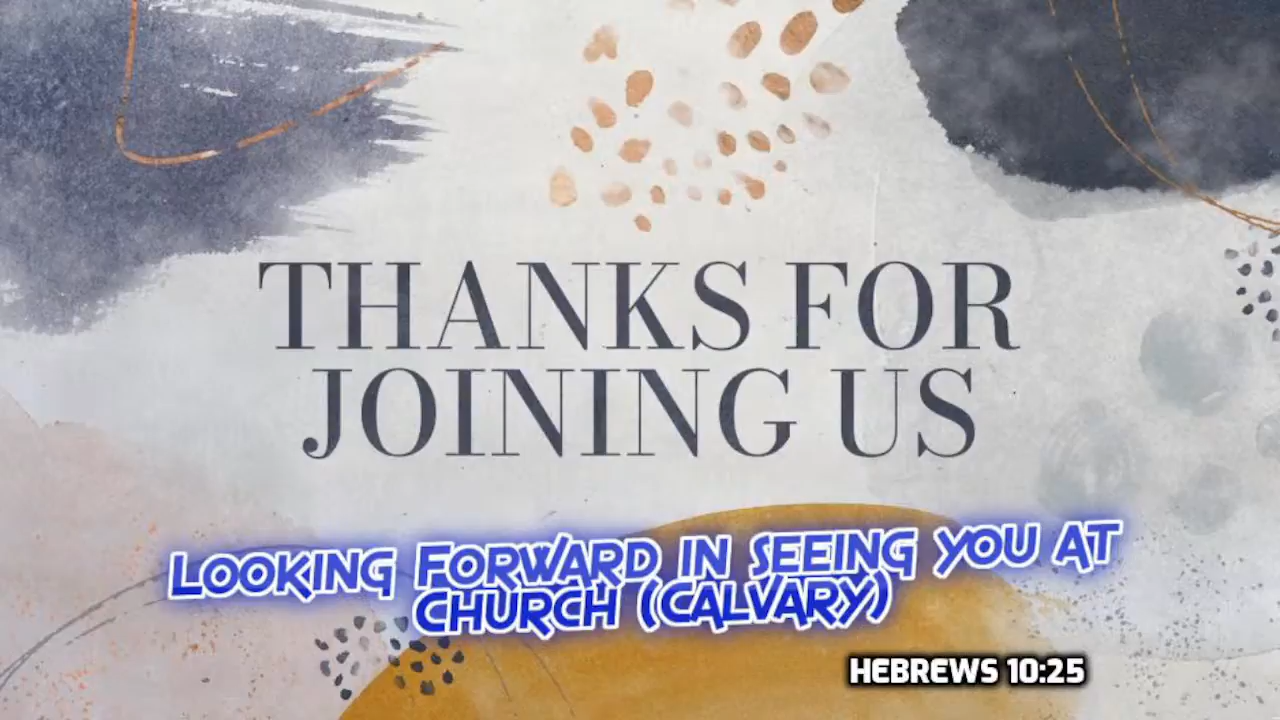 THANKS FOR
JOINING US
LOOKING FORWARD IN SEEING YOU AT
CHURCH (CALVARY)
HEBREWS 10:25